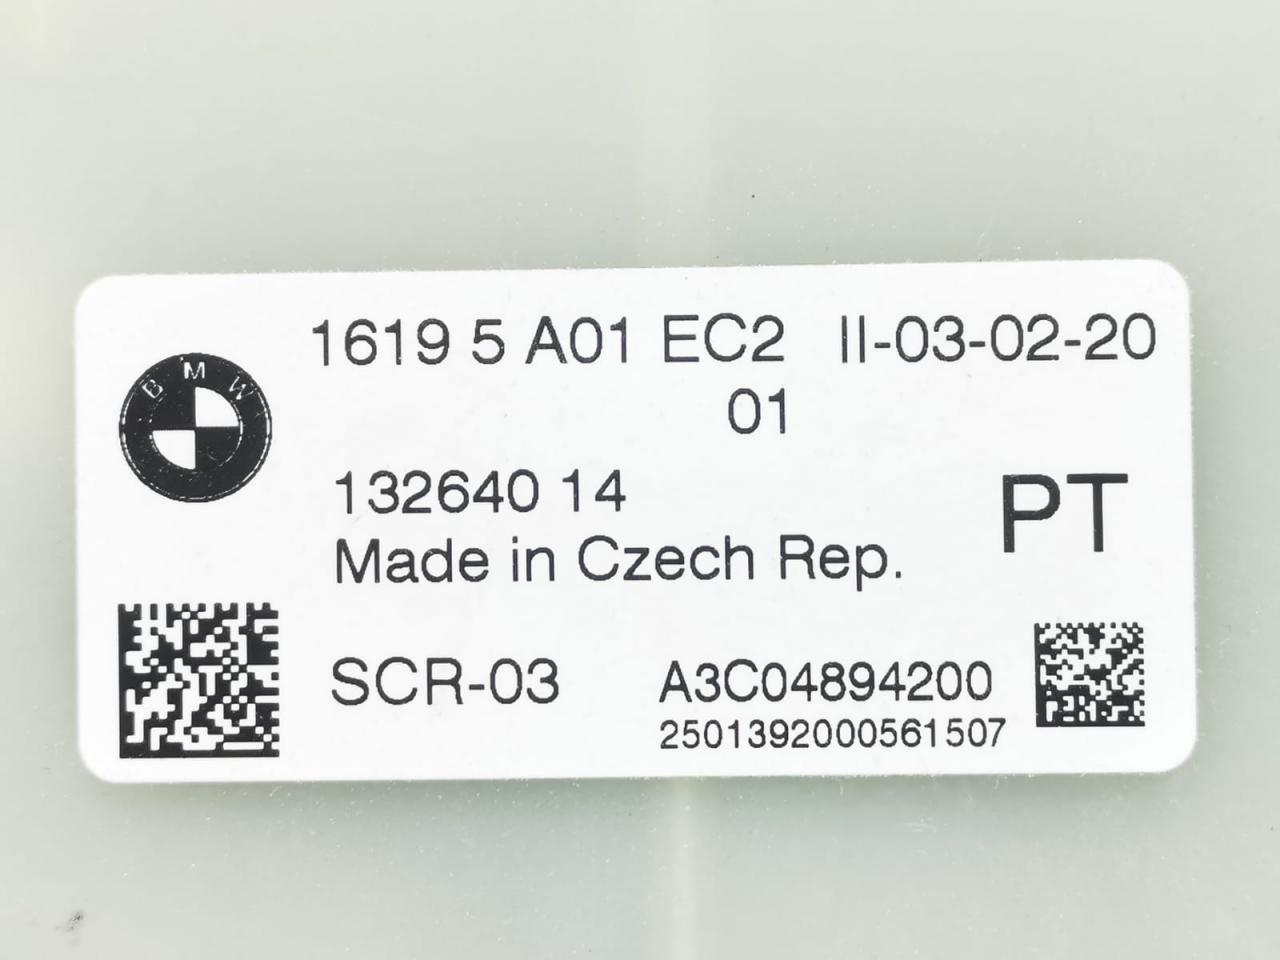 1619 5 A01 EC2 II-03-02-20
01
BMW
132640 14
PT
Made in Czech Rep.
SCR-03
A3C04894200
2501392000561507